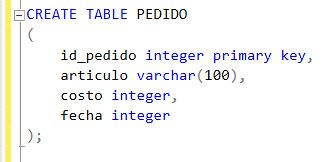 CREATE TABLE PEDIDO
(
id_pedido integer primary key,
articulo varchar(100),
costo integer,
fecha integer
);